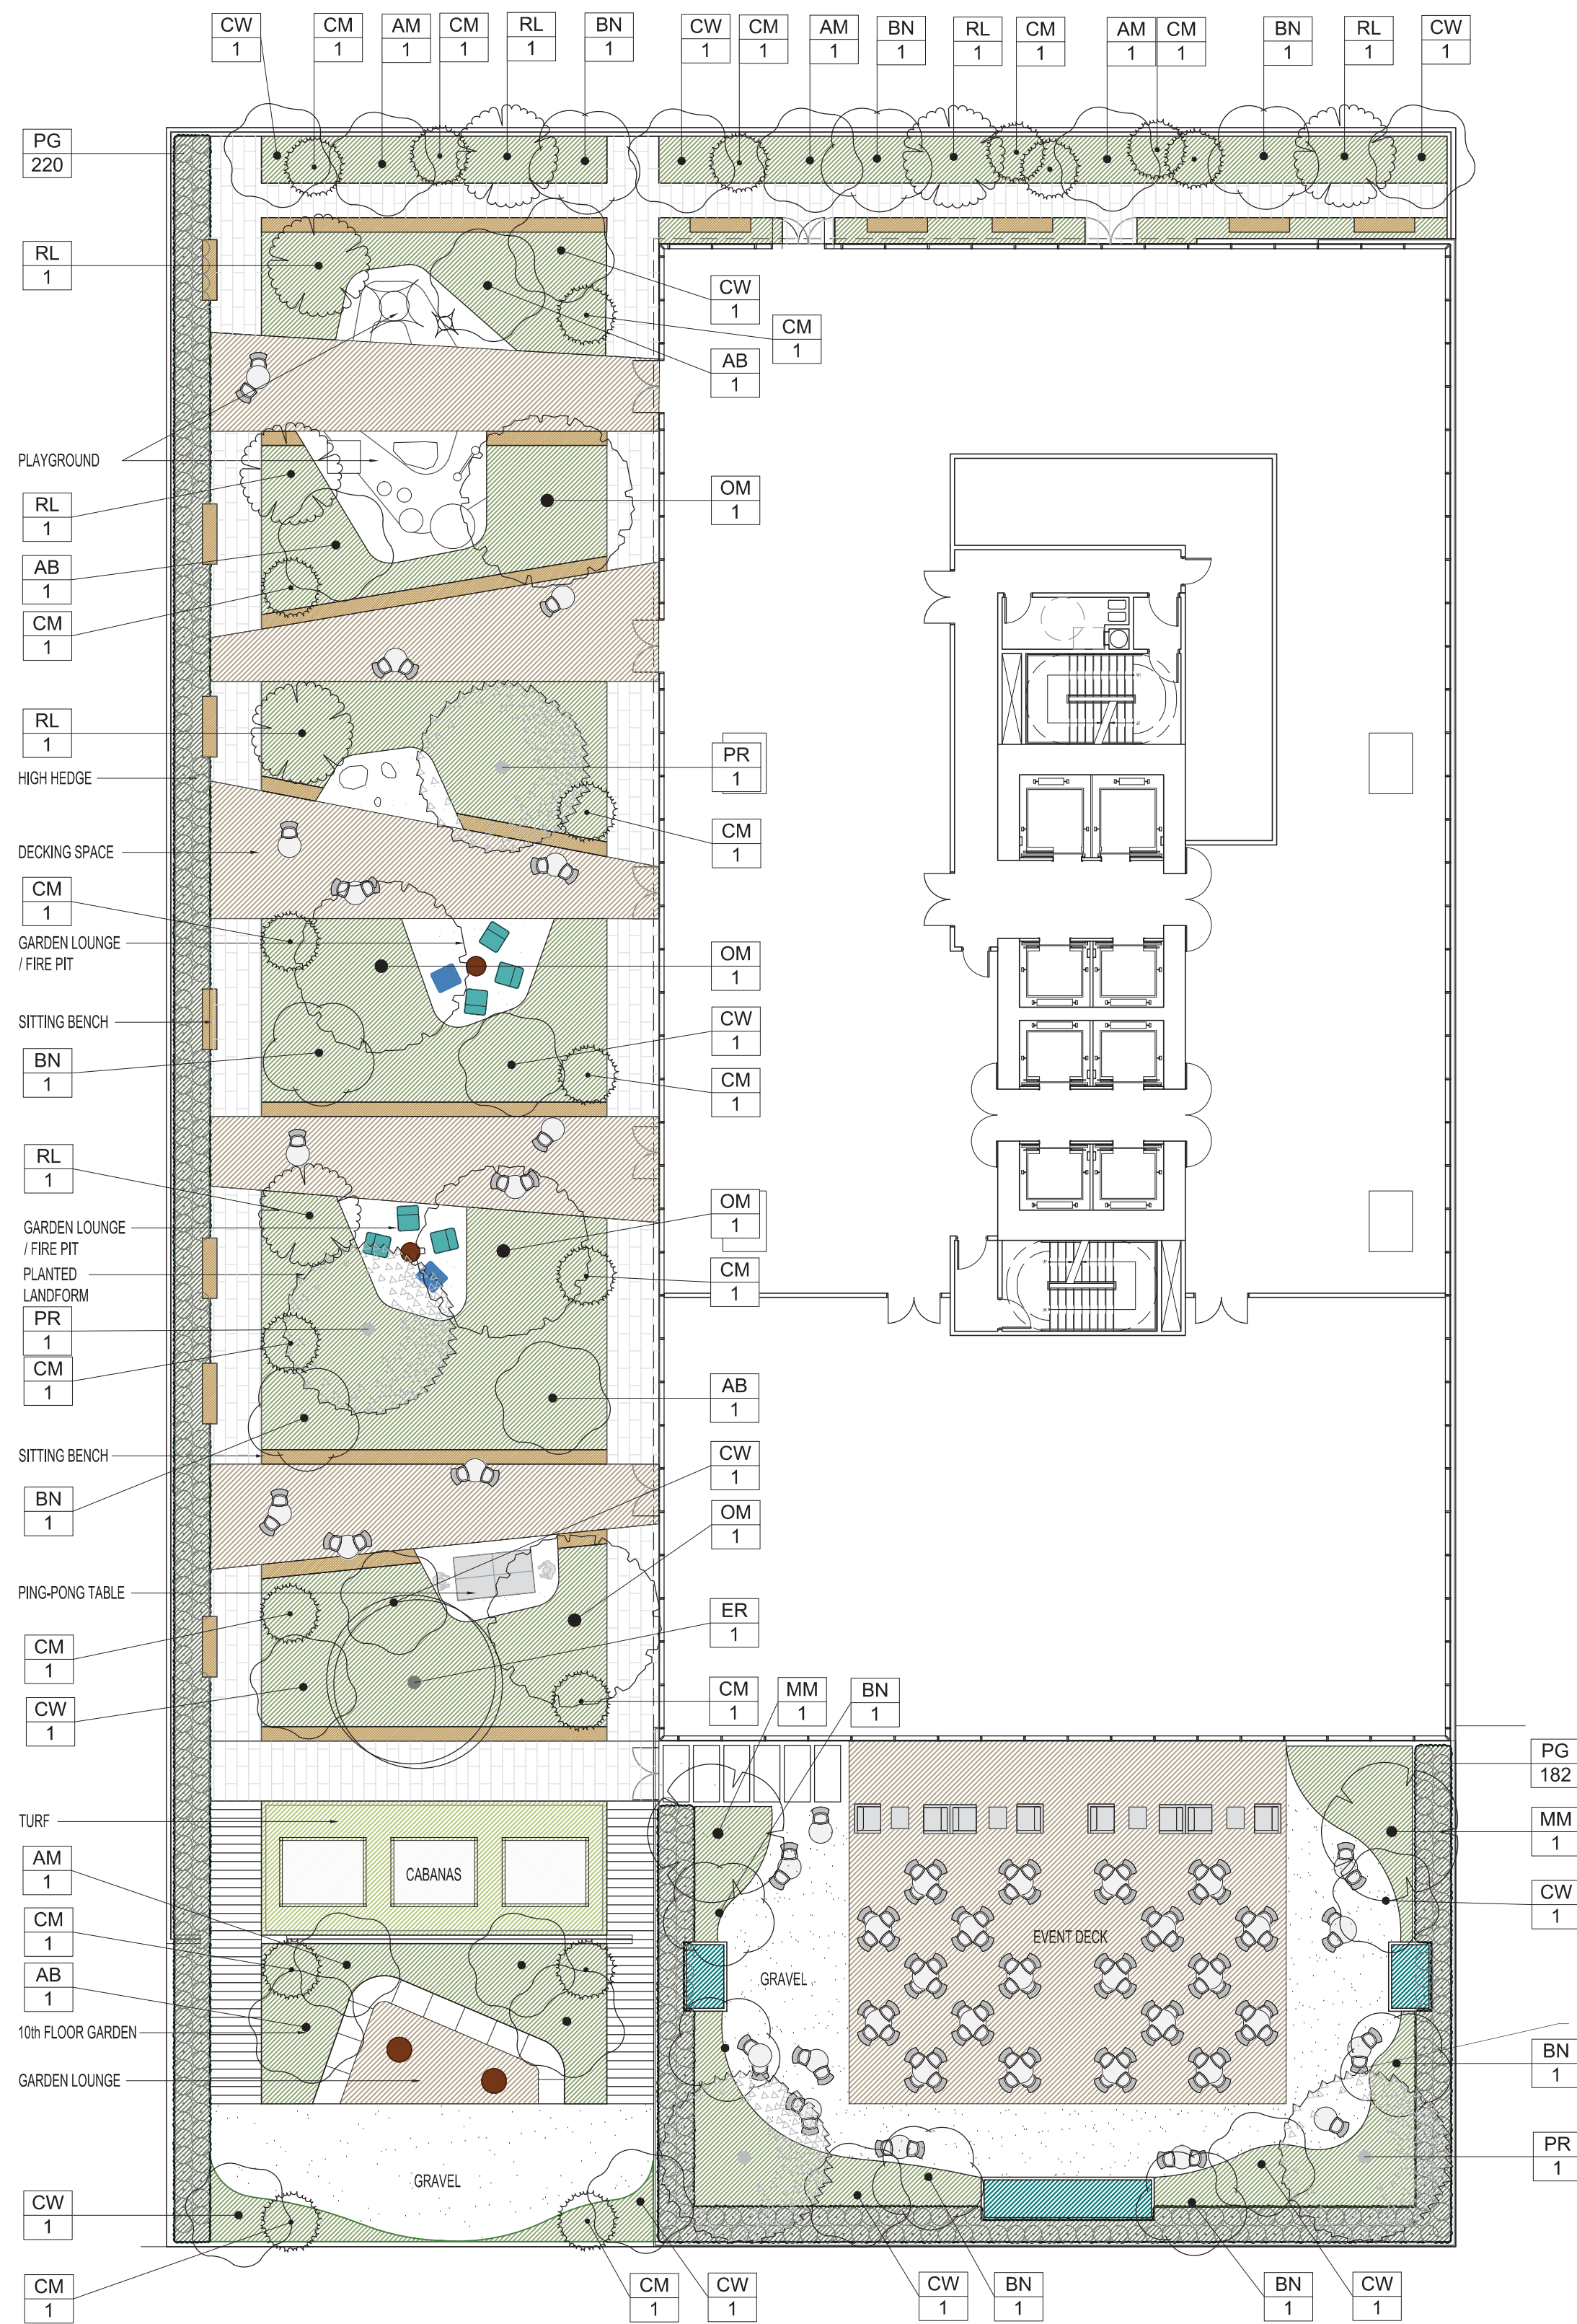 CW
1
CM
1
AM
1
CM
1
RL
1
BN
1
CW
1
CM
1
AM
1
BN
1
RL
1
CM
1
AM
1
CM
1
BN
1
RL
1
CW
1
PG
220
RL
1
CW
1
CM
1
AB
1
PLAYGROUND
RL
1
OM
1
AB
1
CM
1
RL
1
PR
1
HIGH HEDGE
CM
1
DECKING SPACE
CM
1
GARDEN LOUNGE
/ FIRE PIT
OM
1
SITTING BENCH
CW
1
BN
1
CM
1
RL
1
OM
1
GARDEN LOUNGE
/ FIRE PIT
CM
1
PLANTED
LANDFORM
PR
1
CM
1
AB
1
SITTING BENCH
CW
1
BN
1
OM
1
PING-PONG TABLE
ER
1
CM
1
CW
1
CM
1
MM
1
BN
1
PG
182
TURF
MM
1
AM
1
CABANAS
CW
1
CM
1
EVENT DECK
AB
1
GRAVEL
10th FLOOR GARDEN
BN
1
GARDEN LOUNGE
PR
1
GRAVEL
CW
1
CM
1
CM
1
CW
1
CW
1
BN
1
BN
1
CW
1